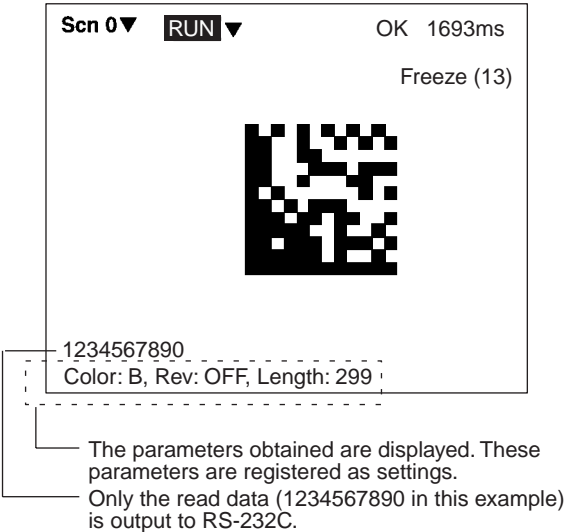 Scn 0▼ RUN ▼ OK 1693ms
Freeze (13)
1234567890
Color: B, Rev: OFF, Length: 299
The parameters obtained are displayed. These
parameters are registered as settings.
Only the read data (1234567890 in this example)
is output to RS-232C.